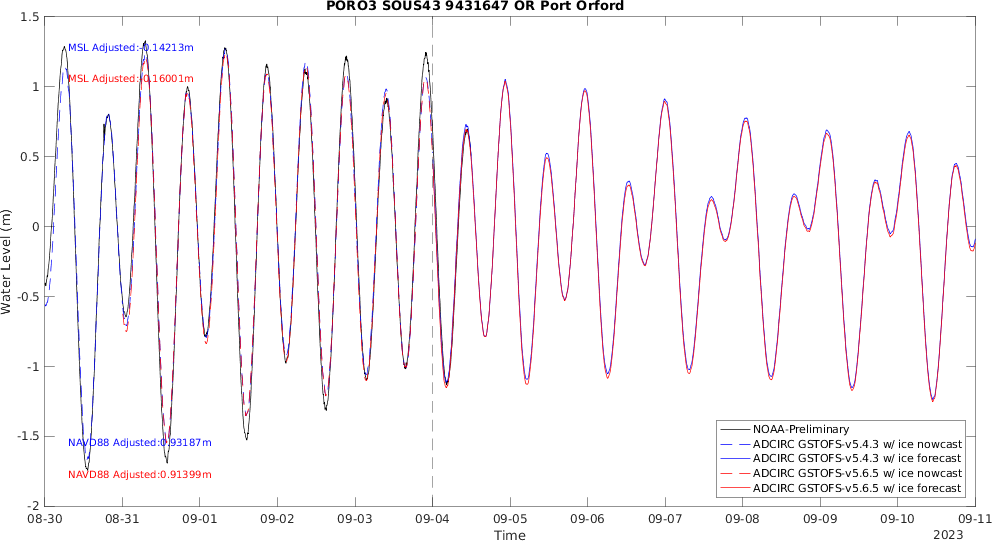 PORO3 SOUS43 9431647 OR Port Orford
1.5
1
0.5
0
-0.5
-1
-1.5
-2
Water Level (m)
MSL Adjusted:-0.14213m
MSL Adjusted:-0.16001m
NAVD88 Adjusted:0.93187m
NAVD88 Adjusted:0.91399m
NOAA-Preliminary
ADCIRC GSTOFS-v5.4.3 w/ ice nowcast
ADCIRC GSTOFS-v5.4.3 w/ ice forecast
ADCIRC GSTOFS-v5.6.5 w/ ice nowcast
ADCIRC GSTOFS-v5.6.5 w/ ice forecast
08-30 08-31 09-01 09-02 09-03 09-04 09-05 09-06 09-07 09-08 09-09 09-10 09-11
Time
2023